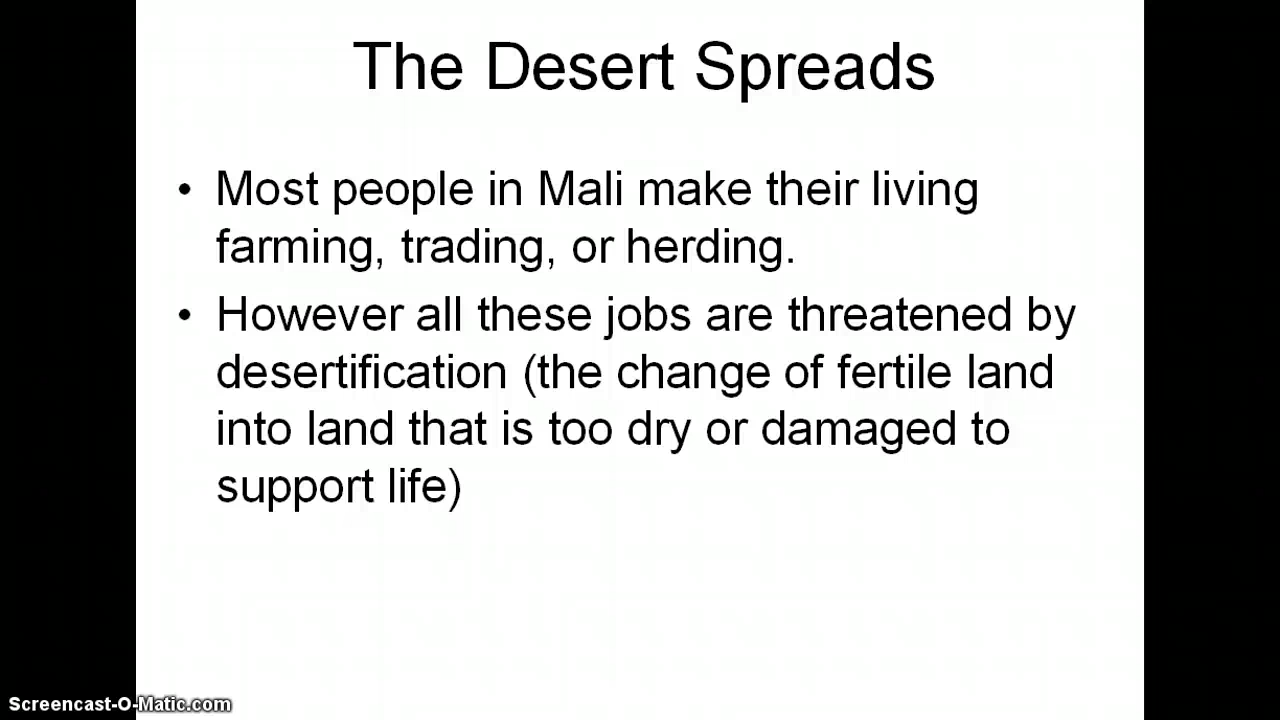 The Desert Spreads
• Most people in Mali make their living
farming, trading, or herding.
• However all these jobs are threatened by
desertification (the change of fertile land
into land that is too dry or damaged to
support life)
Screencast-O-Matic.com